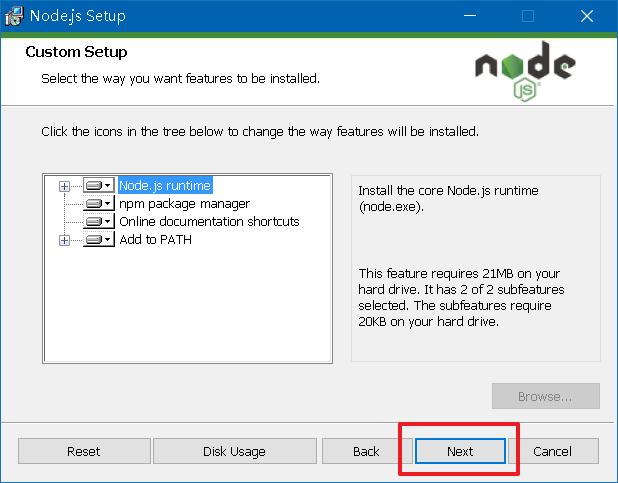 Node.js Setup
Custom Setup
Select the way you want features to be installed.
node
JS
Click the icons in the tree below to change the way features will be installed.
Node.js runtime
npm package manager
Online documentation shortcuts
Add to PATH
Install the core Node.js runtime
(node.exe).
This feature requires 21MB on your
hard drive. It has 2 of 2 subfeatures
selected. The subfeatures require
20KB on your hard drive.
Browse...
Reset
Disk Usage
Back
Next
Cancel